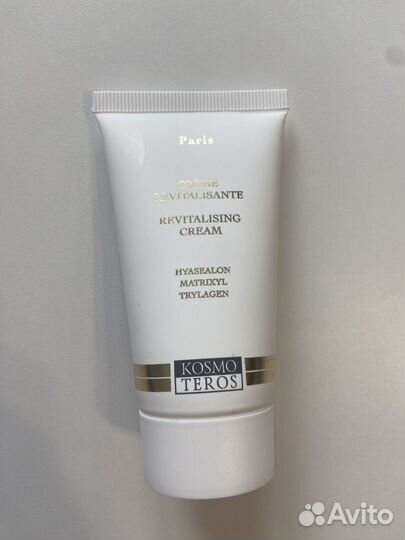 Paris
CRÈME
REVITALISANTE
REVITALISING
CREAM
HYASEALON
MATRIXYL
TRYLAGEN
KOSMO
TEROS
Avito